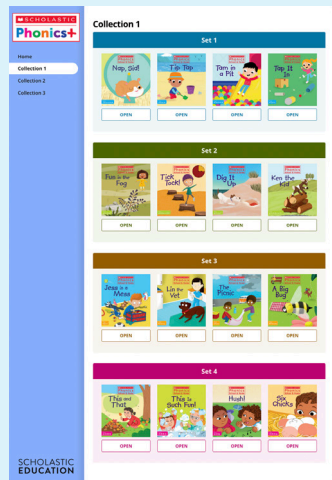 SCHOLASTIC
Phonics+
Home
Collection 1
Collection 2
Collection 3
SCHOLASTIC
EDUCATION
Collection 1
Set 1
Nap, Sid!
Tip Tap
Tam in a Pit
Tap It Is
OPEN
OPEN
OPEN
OPEN
Set 2
Fun in the Fog
Tick Tock!
Dig It Up
Ken the Kid
OPEN
OPEN
OPEN
OPEN
Set 3
Jess is a Mess
Lin the Vet
The Picnic
A Big Bug
OPEN
OPEN
OPEN
OPEN
Set 4
This and That
This Is Such Fun!
Hush!
Six Chicks
OPEN
OPEN
OPEN
OPEN